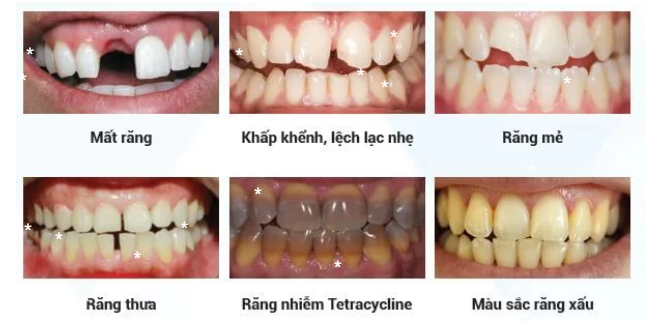 Mất răng
Khấp khểnh, lệch lạc nhẹ
Răng mẻ
Răng thưa
Răng nhiễm Tetracycline
Màu sắc răng xấu